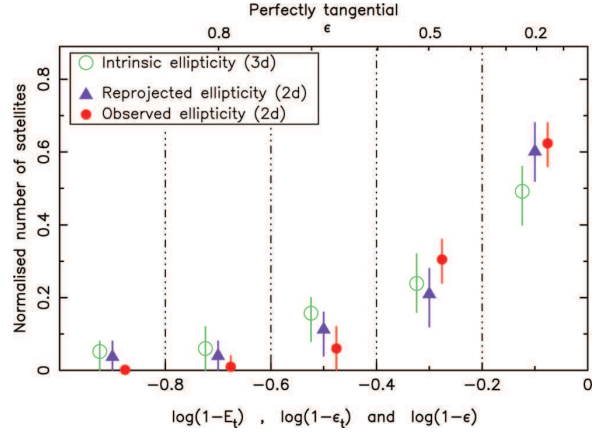 Perfectly tangential
0.8 ϵ 0.5 0.2
Intrinsic ellipticity (3d)
Reprojected ellipticity (2d)
Observed ellipticity (2d)
Normalised number of satellites
0.8
0.6
0.4
0.2
0
−0.8 −0.6 −0.4 −0.2 0
log(1−E_t) , log(1−ϵ_t) and log(1−ϵ)